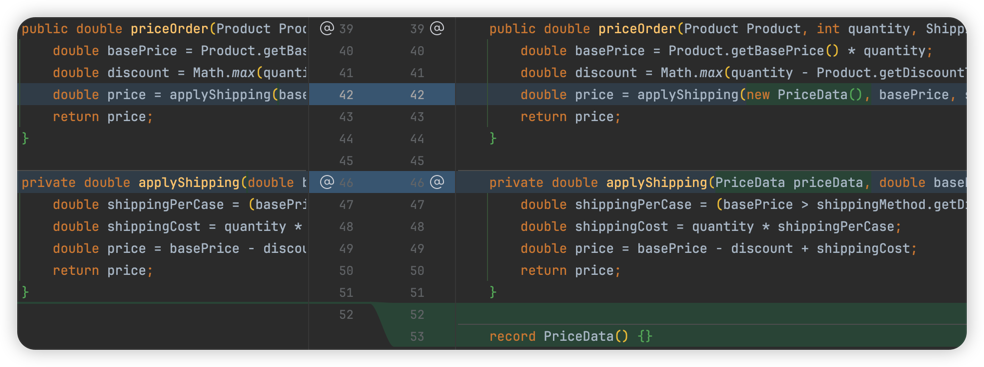 public double priceOrder(Product Prod @ 39 39 @ public double priceOrder(Product Product, int quantity, Shipp
double basePrice = Product.getBas 40 40 double basePrice = Product.getBasePrice() * quantity;
double discount = Math.max(quanti 41 41 double discount = Math.max(quantity - Product.getDiscountT
double price = applyShipping(base 42 42 double price = applyShipping(new PriceData(), basePrice, s
return price; 43 43 return price;
} 44 44 }
45 45
private double applyShipping(double b @ 46 46 @ private double applyShipping(PriceData priceData, double base
double shippingPerCase = (basePri 47 47 double shippingPerCase = (basePrice > shippingMethod.getDi
double shippingCost = quantity * 48 48 double shippingCost = quantity * shippingPerCase;
double price = basePrice - discou 49 49 double price = basePrice - discount + shippingCost;
return price; 50 50 return price;
} 51 51 }
52 52
53 record PriceData() {}